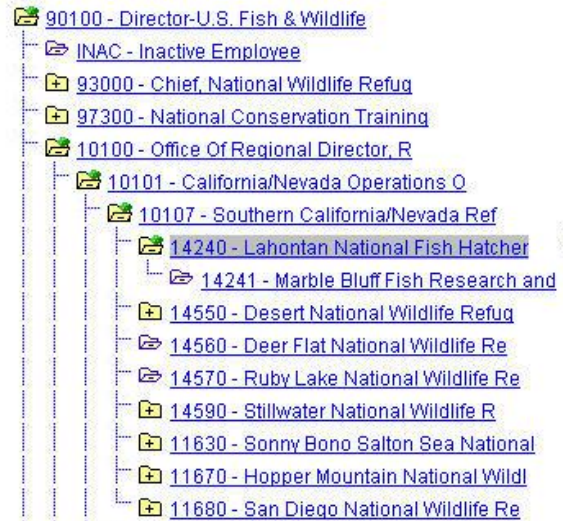 90100 - Director-U.S. Fish & Wildlife
INAC - Inactive Employee
93000 - Chief, National Wildlife Refug
97300 - National Conservation Training
10100 - Office Of Regional Director, R
10101 - California/Nevada Operations O
10107 - Southern California/Nevada Ref
14240 - Lahontan National Fish Hatcher
14241 - Marble Bluff Fish Research and
14550 - Desert National Wildlife Refug
14560 - Deer Flat National Wildlife Re
14570 - Ruby Lake National Wildlife Re
14590 - Stillwater National Wildlife R
11630 - Sonny Bono Salton Sea National
11670 - Hopper Mountain National Wildl
11680 - San Diego National Wildlife Re